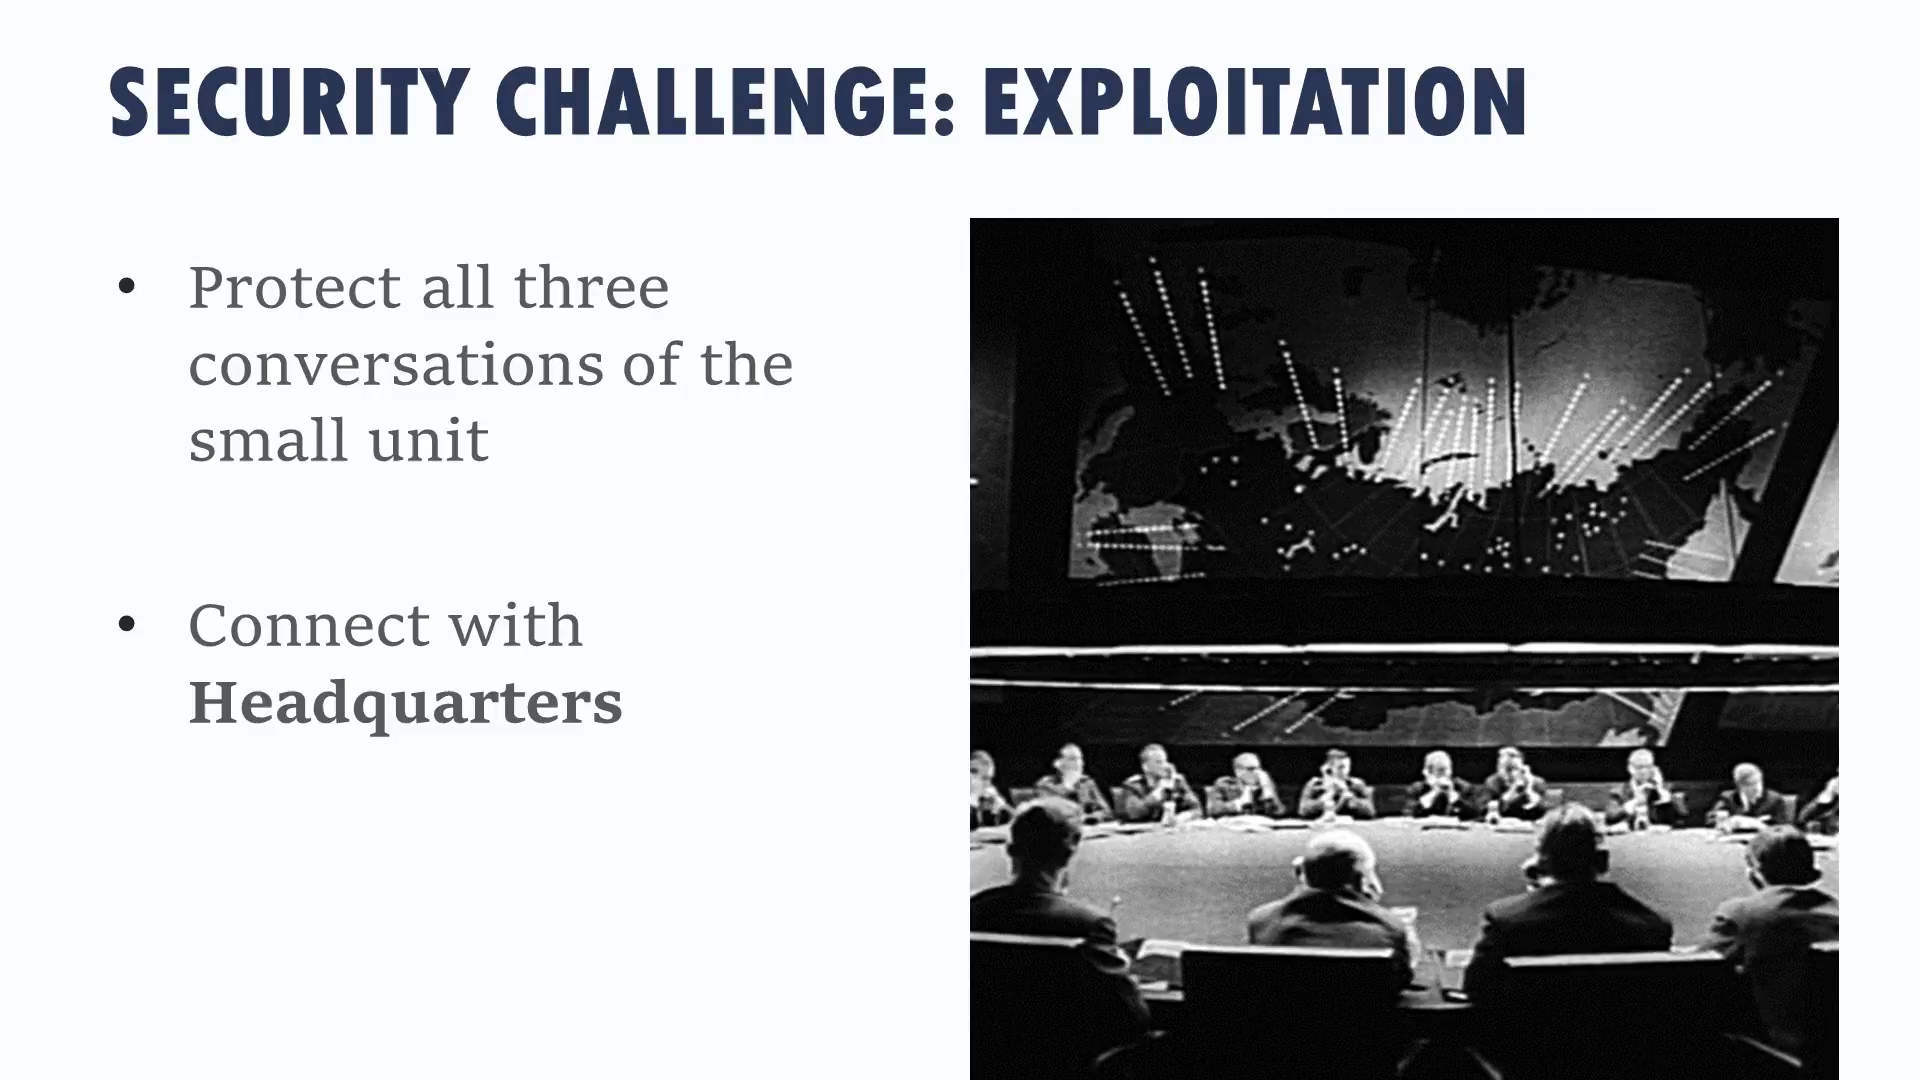 SECURITY CHALLENGE: EXPLOITATION
• Protect all three
conversations of the
small unit
• Connect with
Headquarters